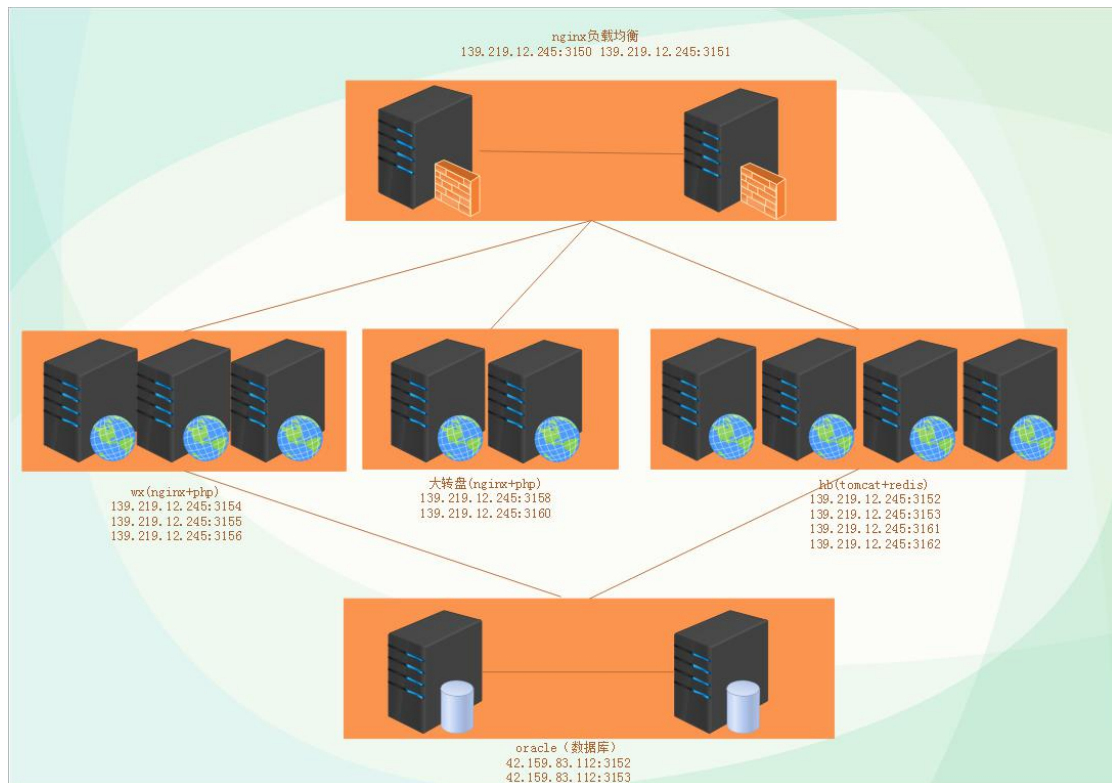 nginx负载均衡
139.219.12.245:3150 139.219.12.245:3151
wx(nginx+php)
139.219.12.245:3154
139.219.12.245:3155
139.219.12.245:3156
大转盘(nginx+php)
139.219.12.245:3158
139.219.12.245:3160
hb(tomcat+redis)
139.219.12.245:3152
139.219.12.245:3153
139.219.12.245:3161
139.219.12.245:3162
oracle（数据库）
42.159.83.112:3152
42.159.83.112:3153